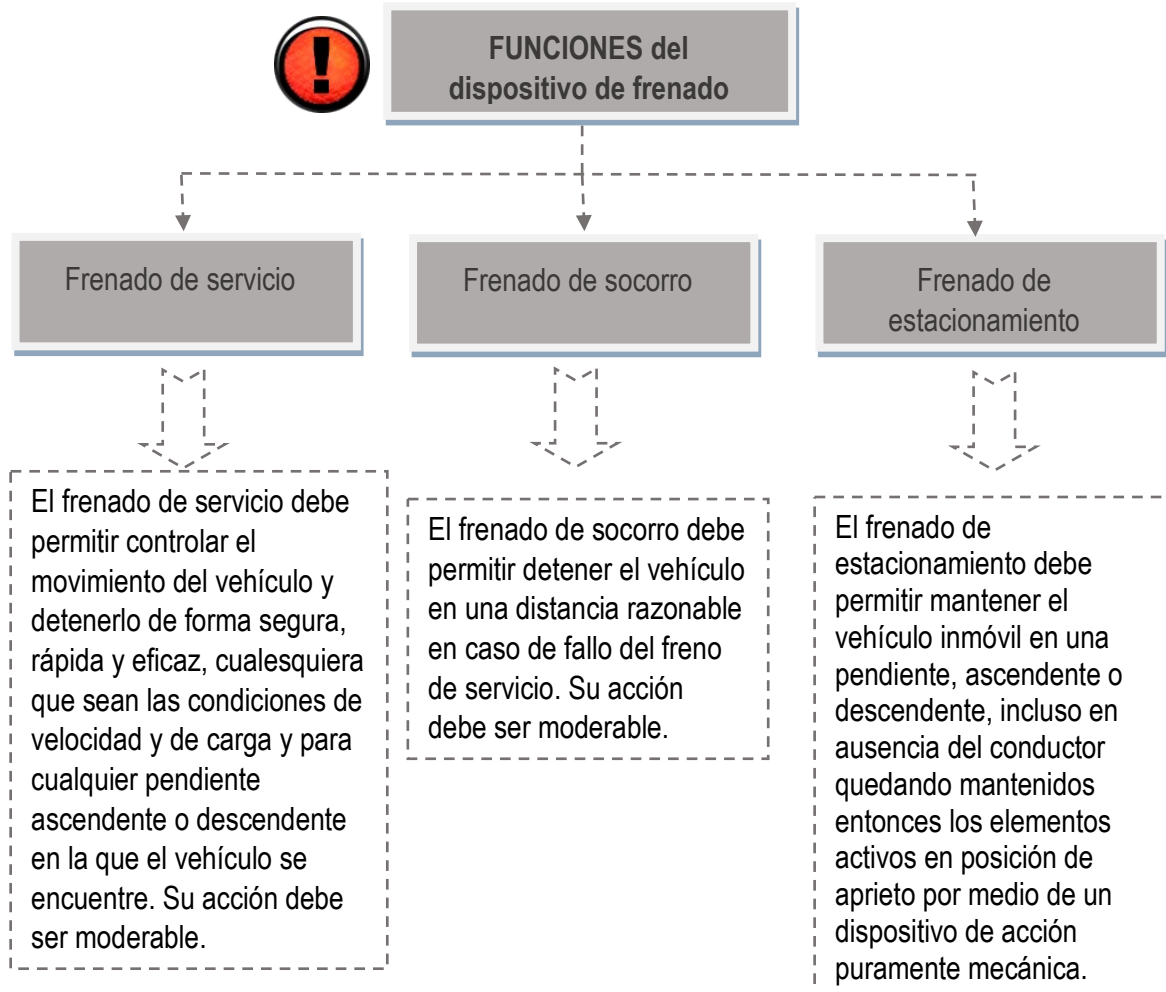 FUNCIONES del
dispositivo de frenado
Frenado de servicio
Frenado de socorro
Frenado de
estacionamiento
El frenado de servicio debe
permitir controlar el
movimiento del vehículo y
detenerlo de forma segura,
rápida y eficaz, cualesquiera
que sean las condiciones de
velocidad y de carga y para
cualquier pendiente
ascendente o descendente
en la que el vehículo se
encuentre. Su acción debe
ser moderable.
El frenado de socorro debe
permitir detener el vehículo
en una distancia razonable
en caso de fallo del freno
de servicio. Su acción
debe ser moderable.
El frenado de
estacionamiento debe
permitir mantener el
vehículo inmóvil en una
pendiente, ascendente o
descendente, incluso en
ausencia del conductor
quedando mantenidos
entonces los elementos
activos en posición de
aprieto por medio de un
dispositivo de acción
puramente mecánica.